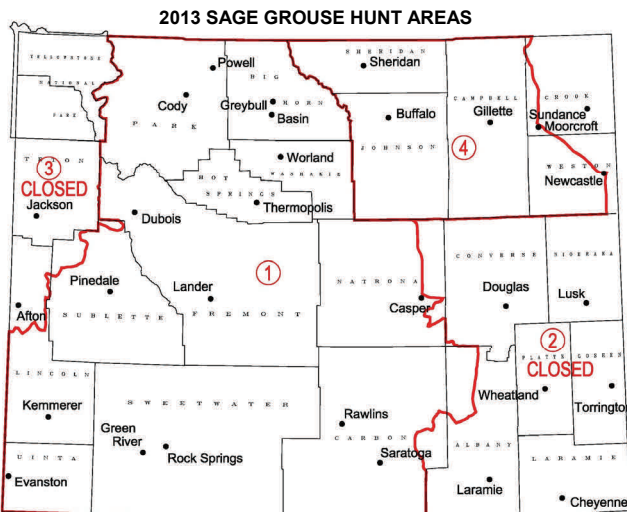 2013 SAGE GROUSE HUNT AREAS
YELLOWSTONE
NATIONAL
PARK
SHERIDAN
Sheridan
Powell
BIG
HORN
Cody
Greybull
Basin
PARK
Buffalo
JOHNSON
CAMPBELL
Gillette
CROOK
Sundance
Moorcroft
4
WESTON
Newcastle
TETON
3
CLOSED
Jackson
Worland
WASHAKIE
HOT
SPRINGS
Thermopolis
Dubois
1
Pinedale
SUBLETTE
Lander
FREMONT
NATRONA
Casper
CONVERSE
Douglas
NIOBRARA
Lusk
Afton
2
CLOSED
PLATTE
GOSHEN
Wheatland
Torrington
LINCOLN
Kemmerer
SWEETWATER
Green
River
Rock Springs
Rawlins
CARBON
Saratoga
ALBANY
Laramie
LARAMIE
Cheyenne
UINTA
Evanston